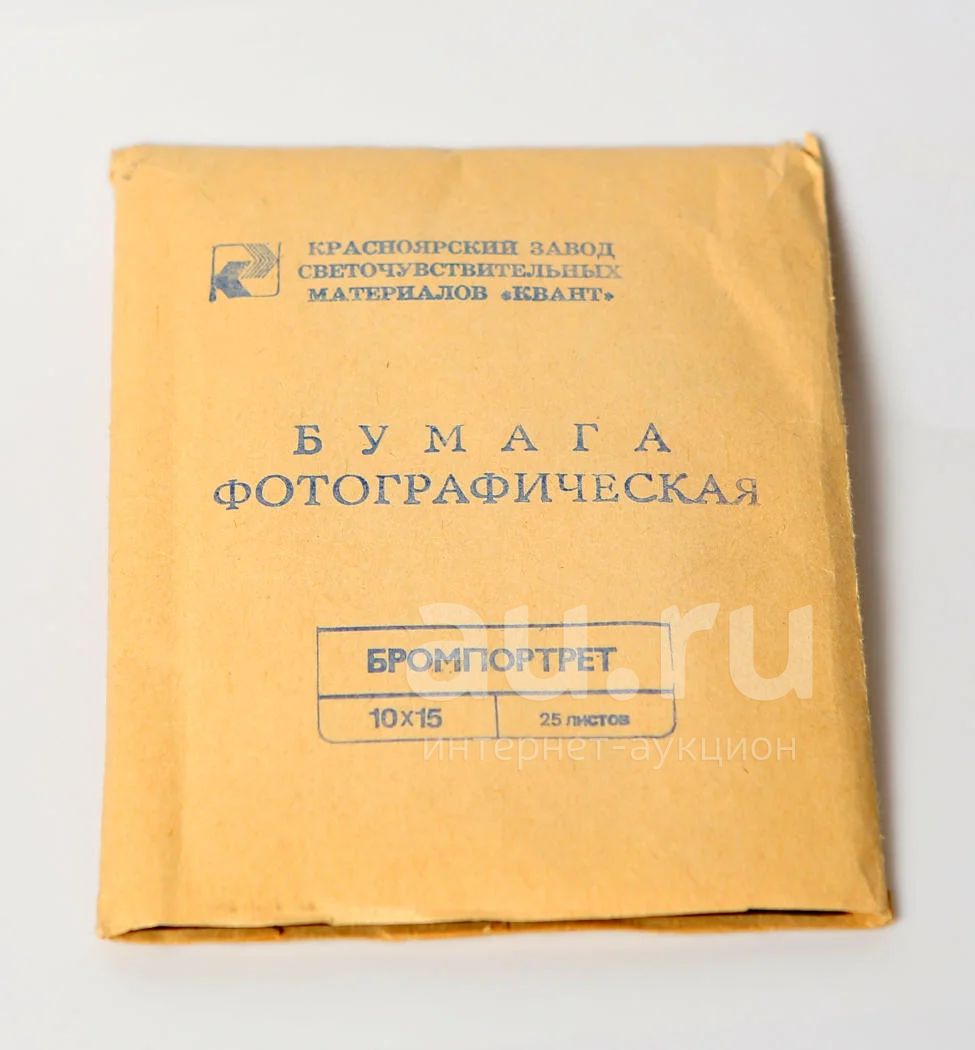 КРАСНОЯРСКИЙ ЗАВОД
СВЕТОЧУВСТВИТЕЛЬНЫХ
МАТЕРИАЛОВ «КВАНТ»
БУМАГА
ФОТОГРАФИЧЕСКАЯ
БРОМПОРТРЕТ
10х15
25 листов
au.ru
интернет-аукцион